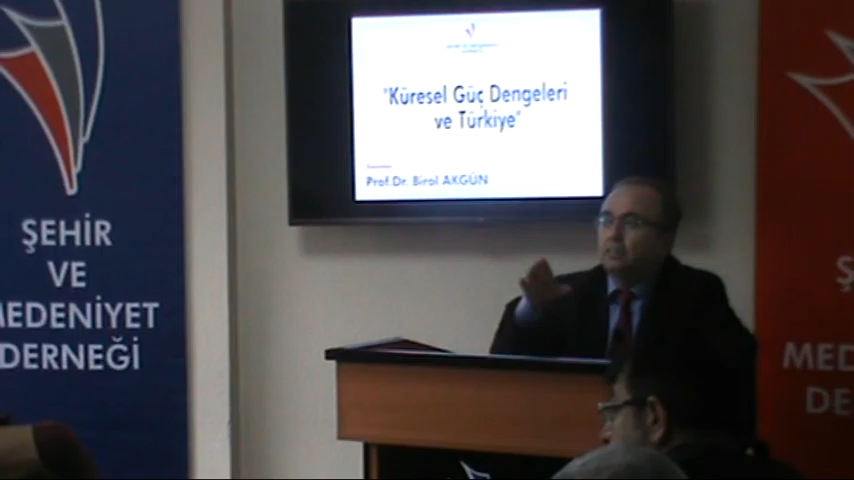 ŞEHİR
VE
MEDENİYET
DERNEĞİ
"Küresel Güç Dengeleri
ve Türkiye"
Prof.Dr. Birol AKGÜN
Ş
MED
DE